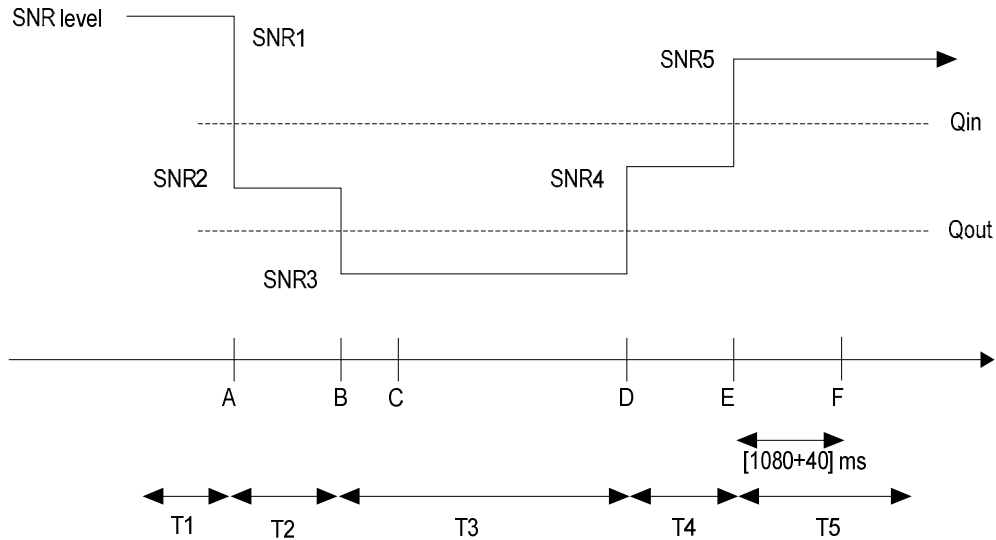 SNR level
SNR1
SNR5
Qin
SNR2
SNR4
Qout
SNR3
A
B
C
D
E
F
[1080+40] ms
T1
T2
T3
T4
T5